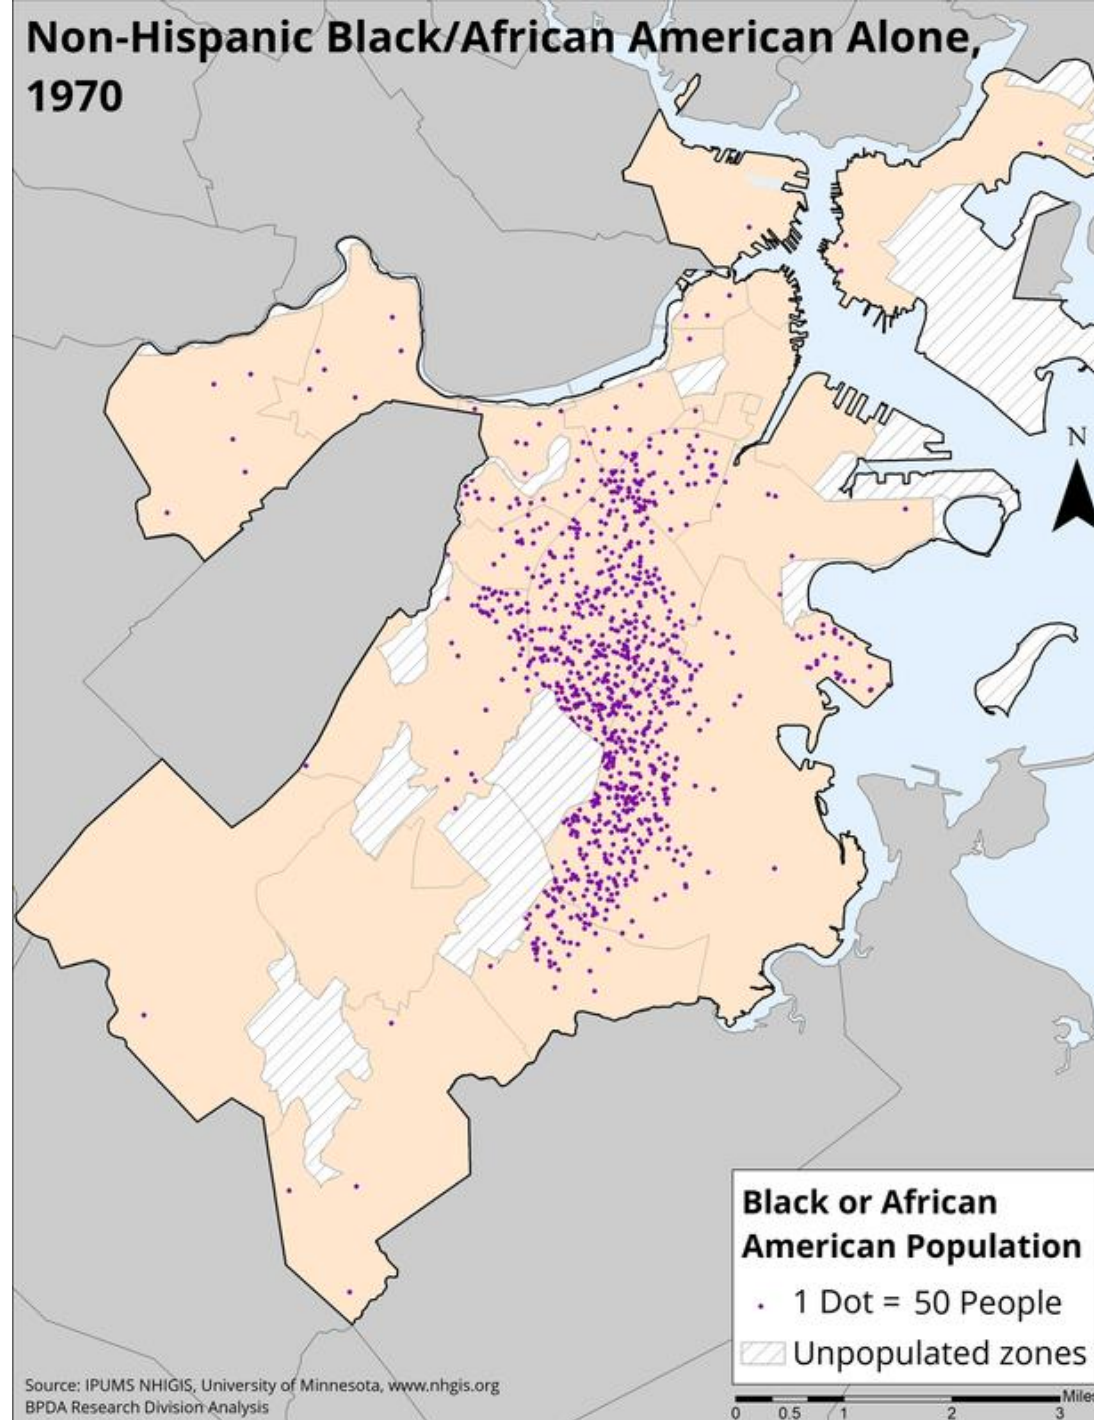 Non-Hispanic Black/African American Alone,
1970
N
Black or African
American Population
1 Dot = 50 People
Unpopulated zones
Source: IPUMS NHIGIS, University of Minnesota, www.nhgis.org
BPDA Research Division Analysis
Miles
0 0.5 1 2 3